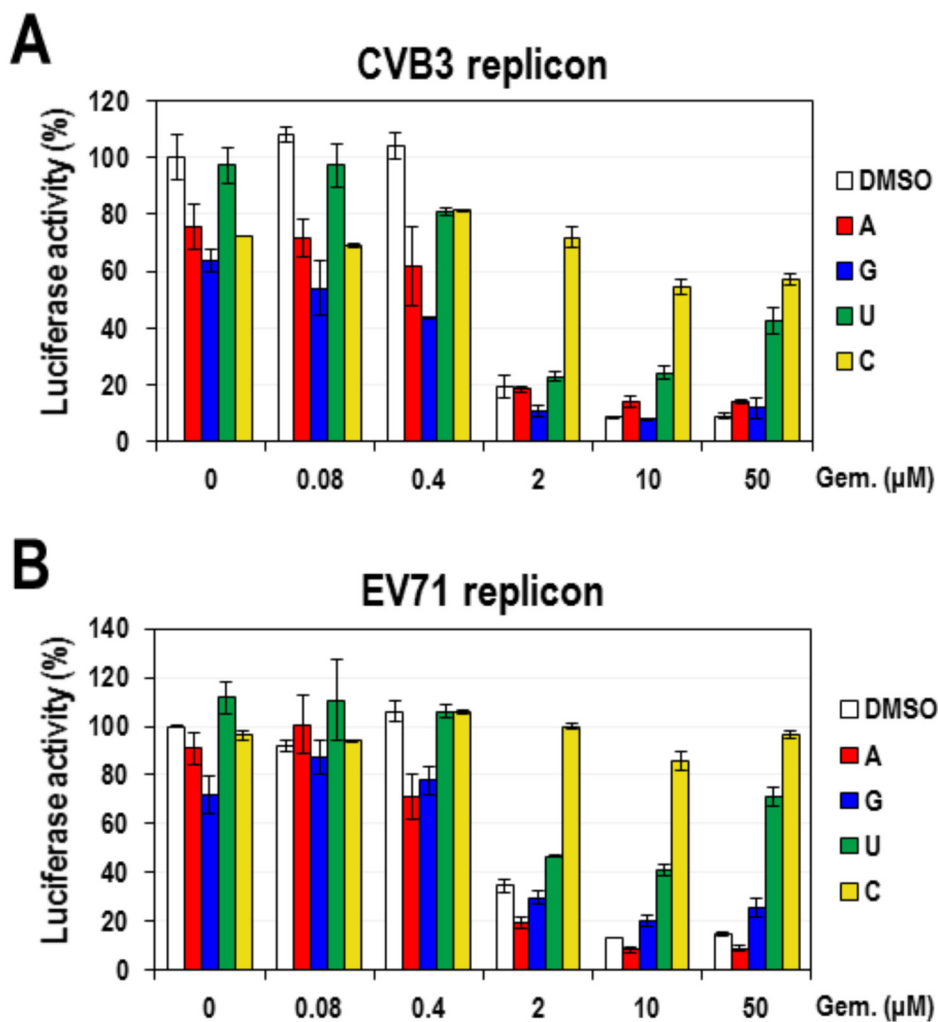 A
CVB3 replicon
Luciferase activity (%)
120
100
80
60
40
20
0
0 0.08 0.4 2 10 50 Gem. (µM)
DMSO
A
G
U
C
B
EV71 replicon
Luciferase activity (%)
140
120
100
80
60
40
20
0
0 0.08 0.4 2 10 50 Gem. (µM)
DMSO
A
G
U
C